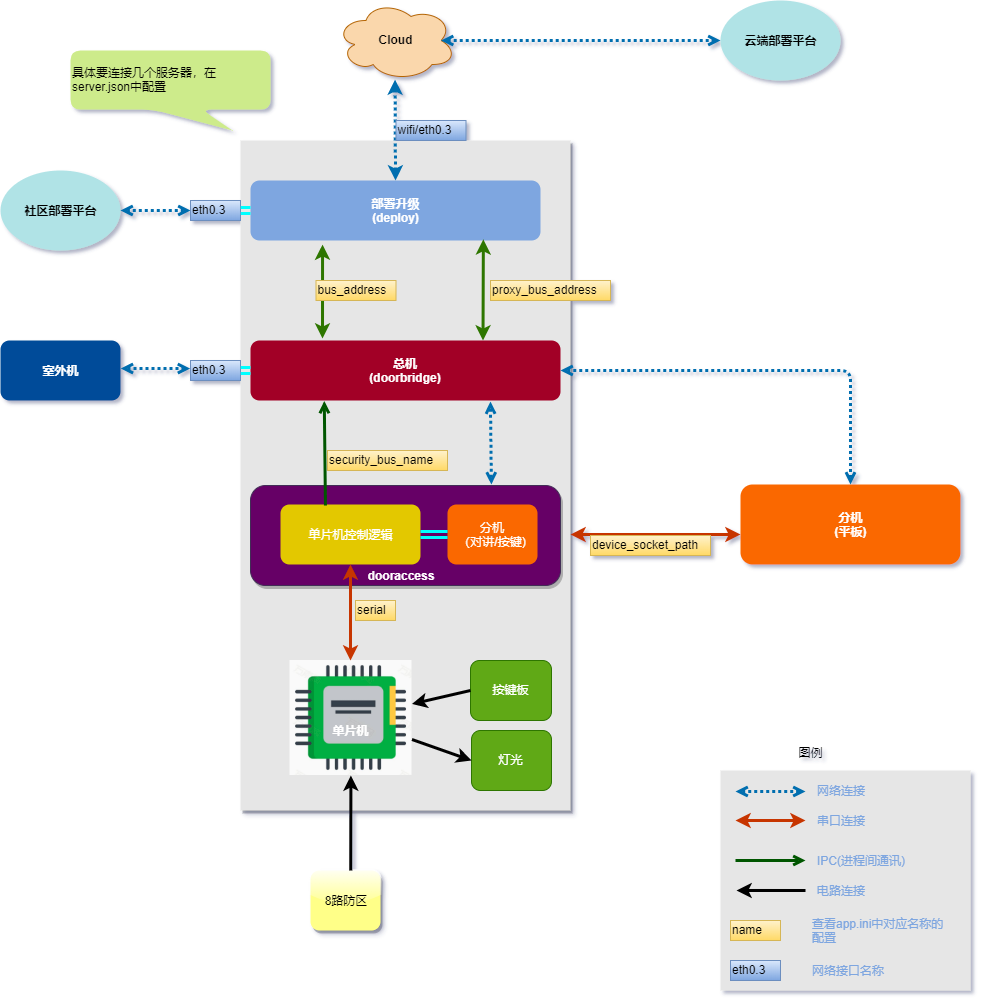 Cloud
云端部署平台
具体要连接几个服务器，在
server.json中配置
wifi/eth0.3
社区部署平台
eth0.3
部署升级
(deploy)
bus_address
proxy_bus_address
室外机
eth0.3
总机
(doorbridge)
security_bus_name
单片机控制逻辑
分机
(对讲/按键)
dooraccess
device_socket_path
分机
(平板)
serial
单片机
按键板
灯光
8路防区
图例
网络连接
串口连接
IPC(进程间通讯)
电路连接
name
查看app.ini中对应名称的
配置
eth0.3
网络接口名称